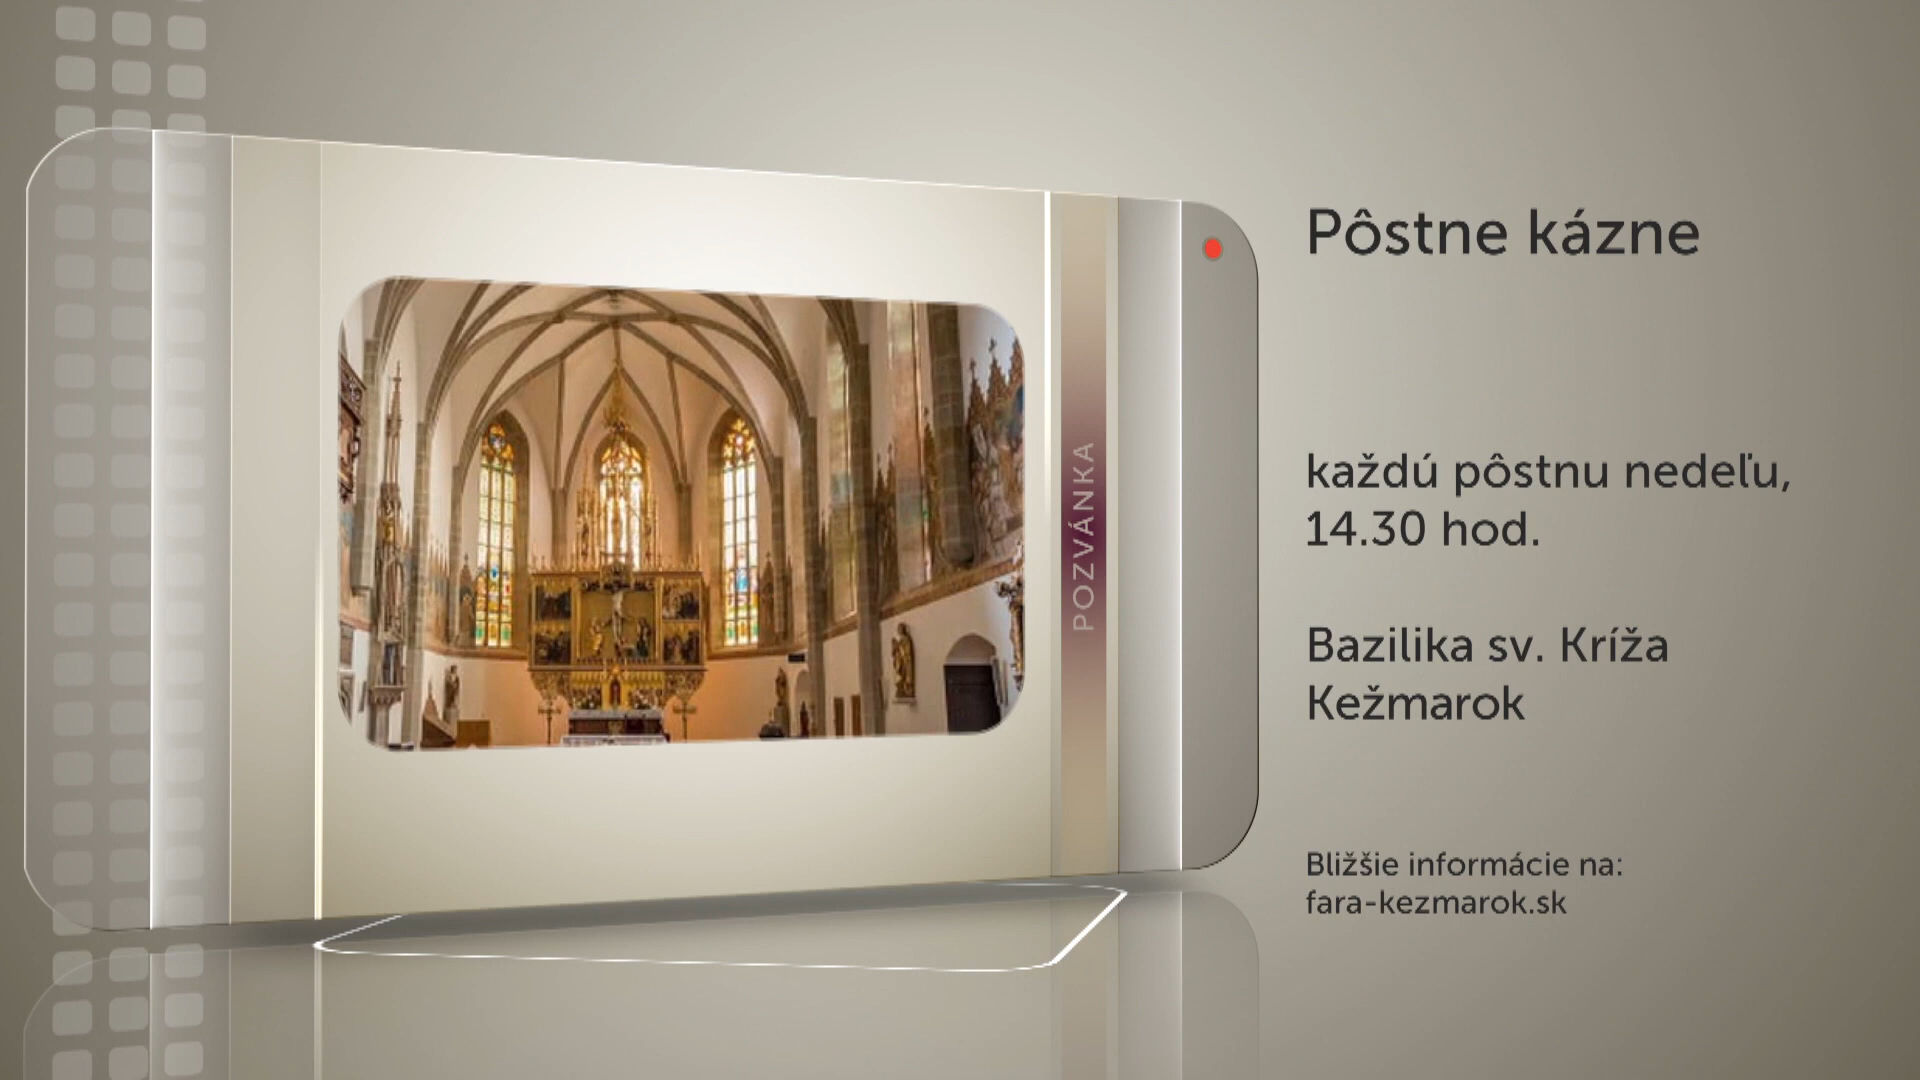 POZVÁNKA
Pôstne kázne
každú pôstnu nedeľu,
14.30 hod.
Bazilika sv. Kríža
Kežmarok
Bližšie informácie na:
fara-kezmarok.sk